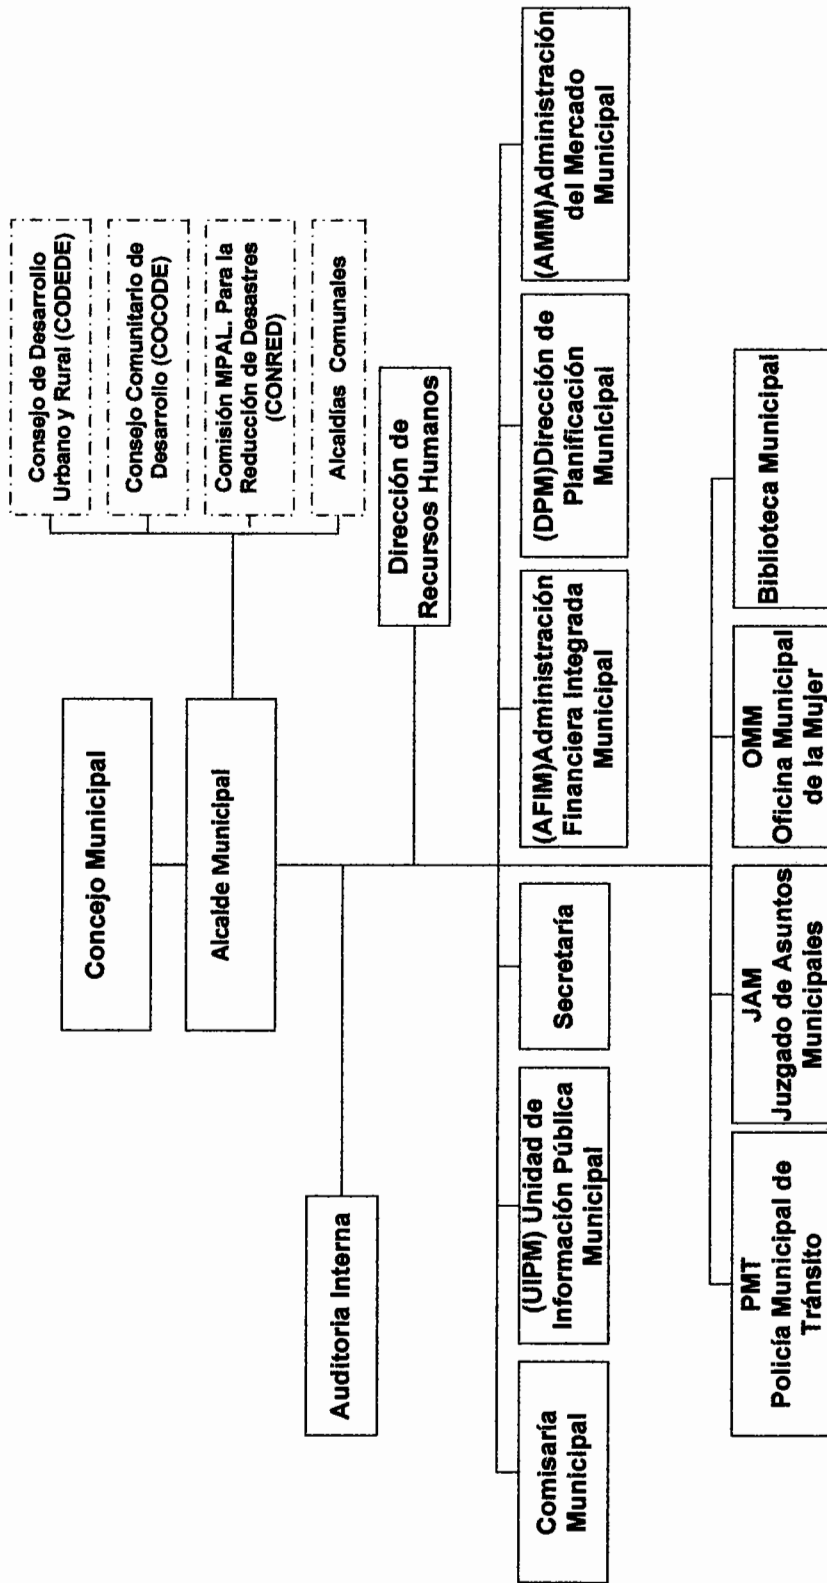 Concejo Municipal
Alcalde Municipal
Consejo de Desarrollo
Urbano y Rural (CODEDE)
Consejo Comunitario de
Desarrollo (COCODE)
Comisión MPAL. Para la
Reducción de Desastres
(CONRED)
Alcaldías Comunales
Auditoria Interna
Dirección de
Recursos Humanos
Comisaría
Municipal
(UIPM) Unidad de
Información Pública
Municipal
Secretaría
(AFIM)Administración
Financiera Integrada
Municipal
(DPM)Dirección de
Planificación
Municipal
(AMM)Administración
del Mercado
Municipal
PMT
Policía Municipal de
Tránsito
JAM
Juzgado de Asuntos
Municipales
OMM
Oficina Municipal
de la Mujer
Biblioteca Municipal